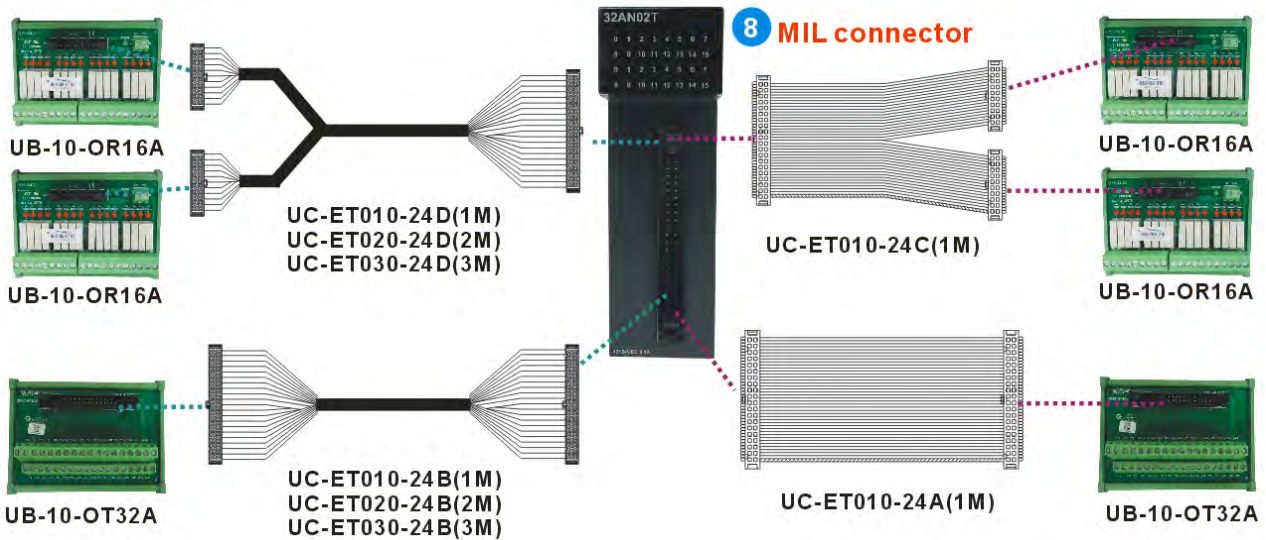 32AN02T
0 1 2 3 4 5 6 7
8 9 10 11 12 13 14 15
0 1 2 3 4 5 6 7
8 9 10 11 12 13 14 15
8 MIL connector
UB-10-OR16A
UB-10-OR16A
UC-ET010-24D(1M)
UC-ET020-24D(2M)
UC-ET030-24D(3M)
UC-ET010-24C(1M)
UB-10-OR16A
UB-10-OR16A
UB-10-OT32A
UC-ET010-24B(1M)
UC-ET020-24B(2M)
UC-ET030-24B(3M)
UC-ET010-24A(1M)
UB-10-OT32A